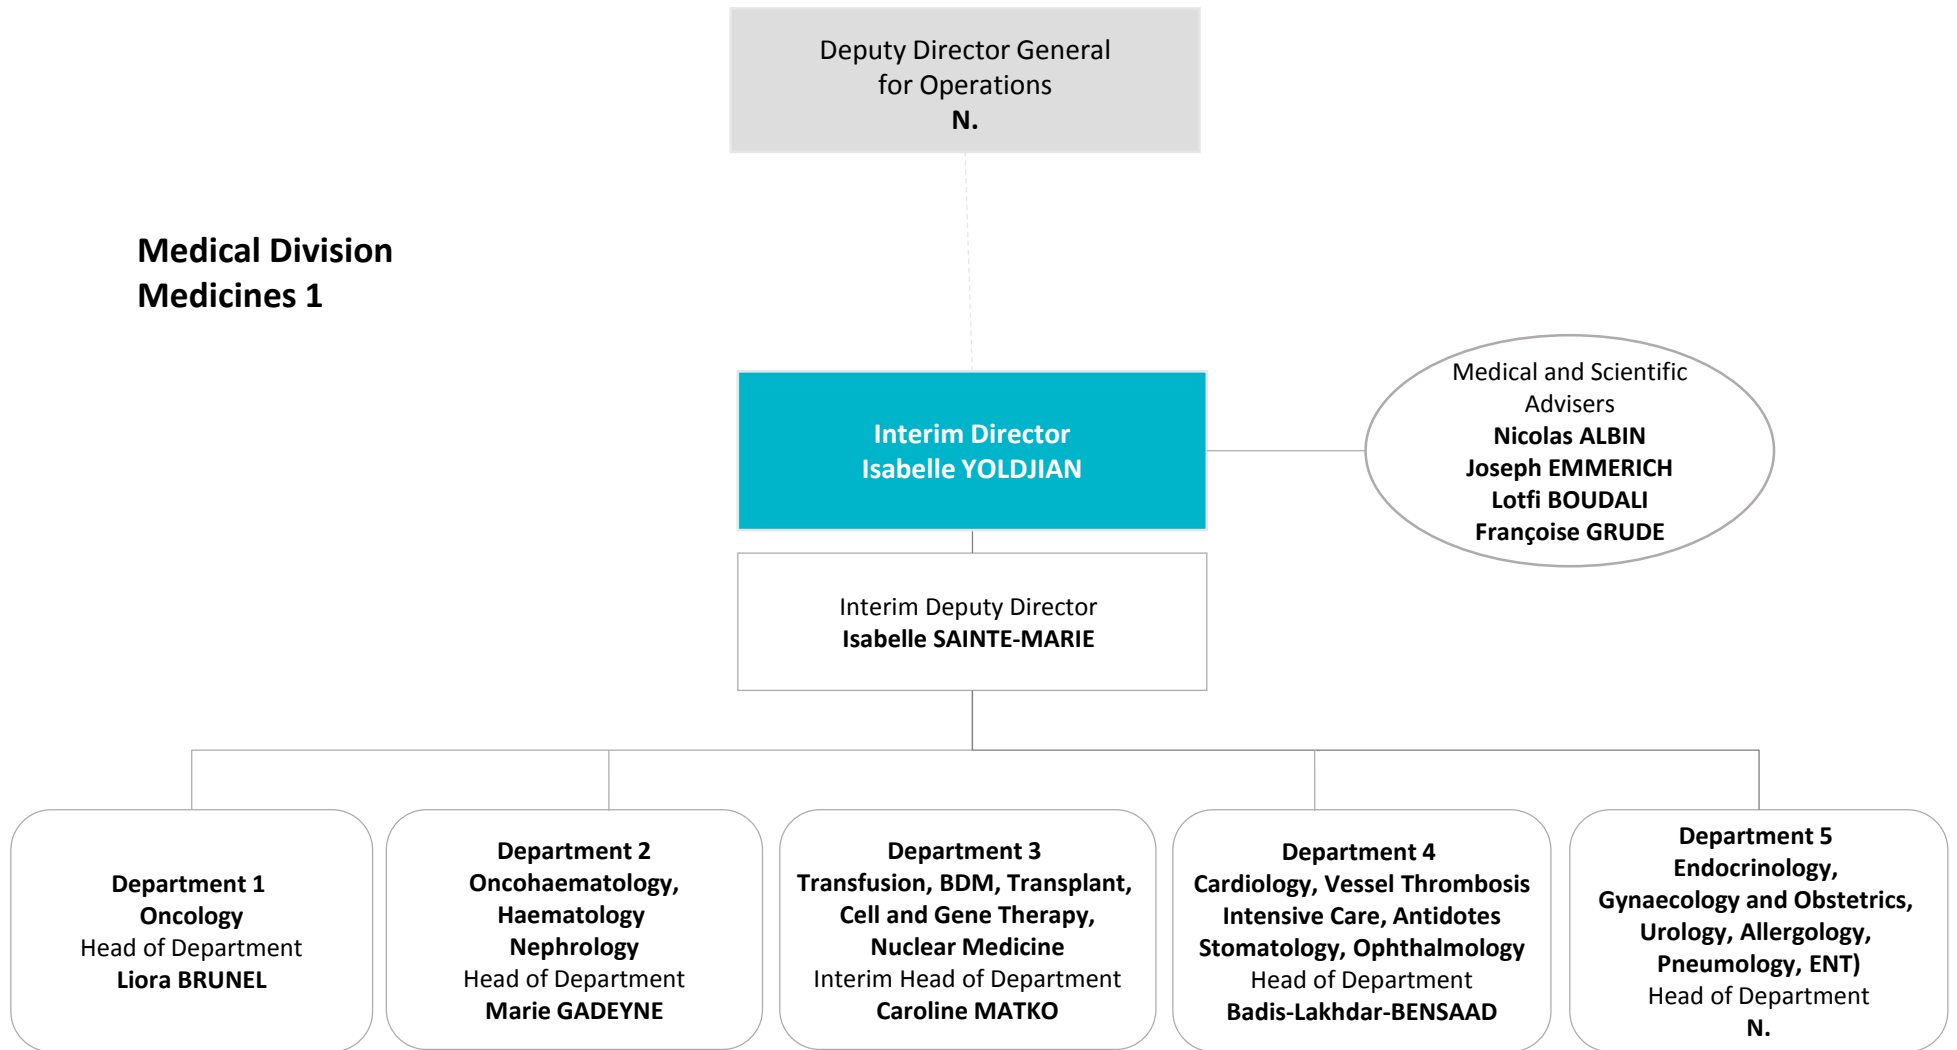 Deputy Director General
for Operations
N.
Medical Division
Medicines 1
Interim Director
Isabelle YOLDJIAN
Medical and Scientific
Advisers
Nicolas ALBIN
Joseph EMMERICH
Lotfi BOUDALI
Françoise GRUDE
Interim Deputy Director
Isabelle SAINTE-MARIE
Department 1
Oncology
Head of Department
Liora BRUNEL
Department 2
Oncohaematology,
Haematology
Nephrology
Head of Department
Marie GADEYNE
Department 3
Transfusion, BDM, Transplant,
Cell and Gene Therapy,
Nuclear Medicine
Interim Head of Department
Caroline MATKO
Department 4
Cardiology, Vessel Thrombosis
Intensive Care, Antidotes
Stomatology, Ophthalmology
Head of Department
Badis-Lakhdar-BENSAAD
Department 5
Endocrinology,
Gynaecology and Obstetrics,
Urology, Allergology,
Pneumology, ENT)
Head of Department
N.